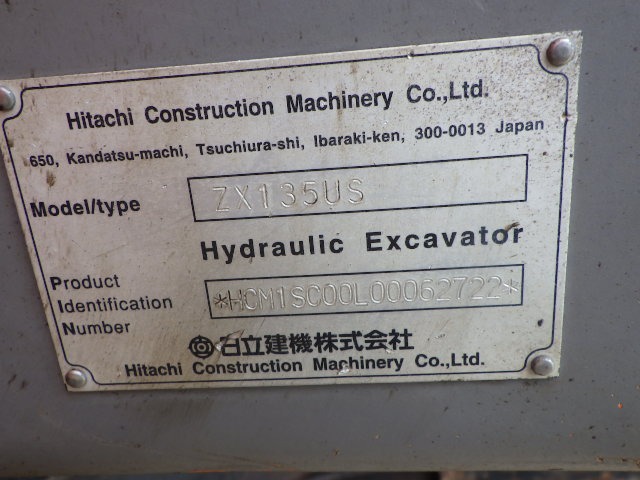 Hitachi Construction Machinery Co.,Ltd.
650, Kandatsu-machi, Tsuchiura-shi, Ibaraki-ken, 300-0013 Japan
Model/type ZX135US
Hydraulic Excavator
Product
Identification *HCM1SC00L00062722*
Number
日立建機株式会社
Hitachi Construction Machinery Co.,Ltd.